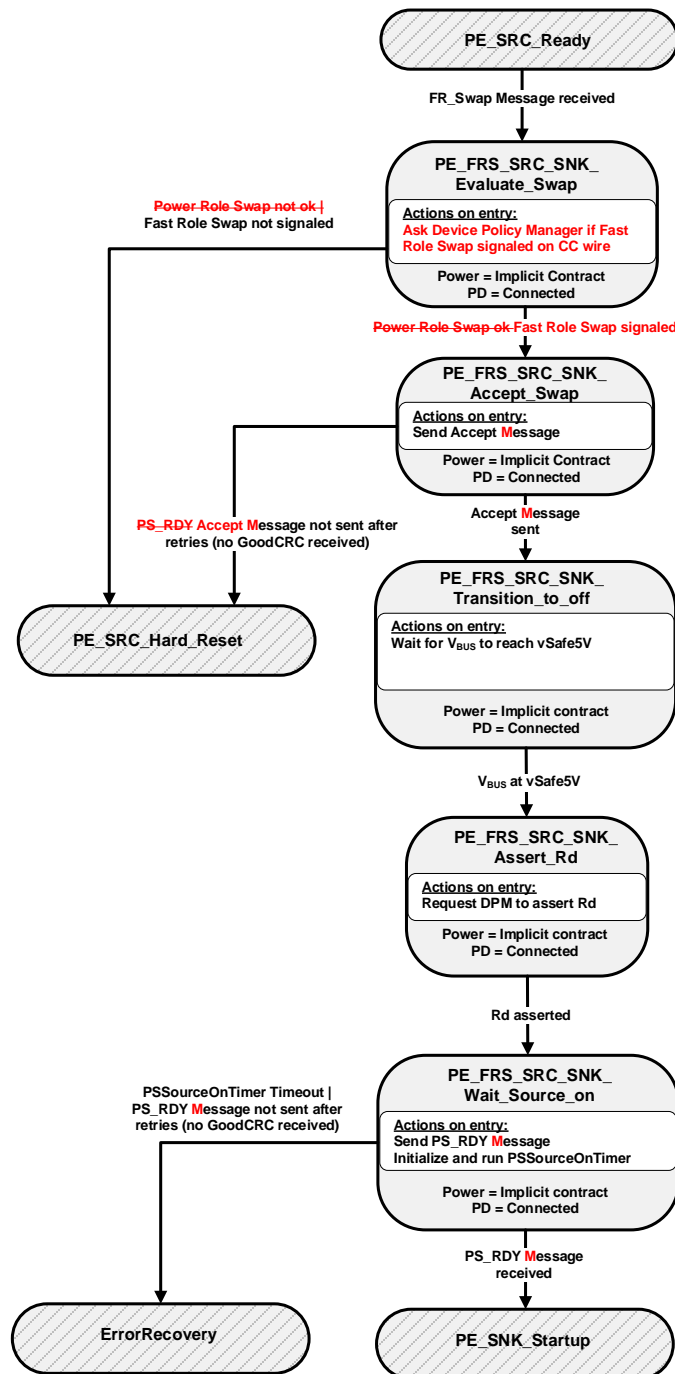 PE_SRC_Ready
FR_Swap Message received
PE_FRS_SRC_SNK_
Evaluate_Swap
Power Role Swap not ok |
Fast Role Swap not signaled
Actions on entry:
Ask Device Policy Manager if Fast
Role Swap signaled on CC wire
Power = Implicit Contract
PD = Connected
Power Role Swap ok Fast Role Swap signaled
PE_FRS_SRC_SNK_
Accept_Swap
Actions on entry:
Send Accept Message
Power = Implicit Contract
PD = Connected
PS_RDY Accept Message not sent after
retries (no GoodCRC received)
Accept Message
sent
PE_FRS_SRC_SNK_
Transition_to_off
Actions on entry:
Wait for VBUS to reach vSafe5V
PE_SRC_Hard_Reset
Power = Implicit contract
PD = Connected
VBUS at vSafe5V
PE_FRS_SRC_SNK_
Assert_Rd
Actions on entry:
Request DPM to assert Rd
Power = Implicit contract
PD = Connected
Rd asserted
PE_FRS_SRC_SNK_
Wait_Source_on
PSSourceOnTimer Timeout |
PS_RDY Message not sent after
retries (no GoodCRC received)
Actions on entry:
Send PS_RDY Message
Initialize and run PSSourceOnTimer
Power = Implicit contract
PD = Connected
PS_RDY Message
received
ErrorRecovery
PE_SNK_Startup